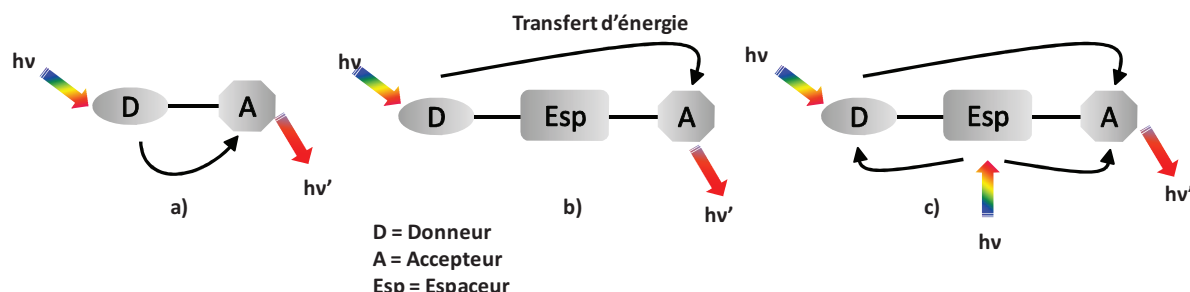 Transfert d’énergie
hν
D
A
hν'
a)
hν
D
Esp
A
hν'
b)
hν
D
Esp
A
hν'
c)
hν
D = Donneur
A = Accepteur
Esp = Espaceur